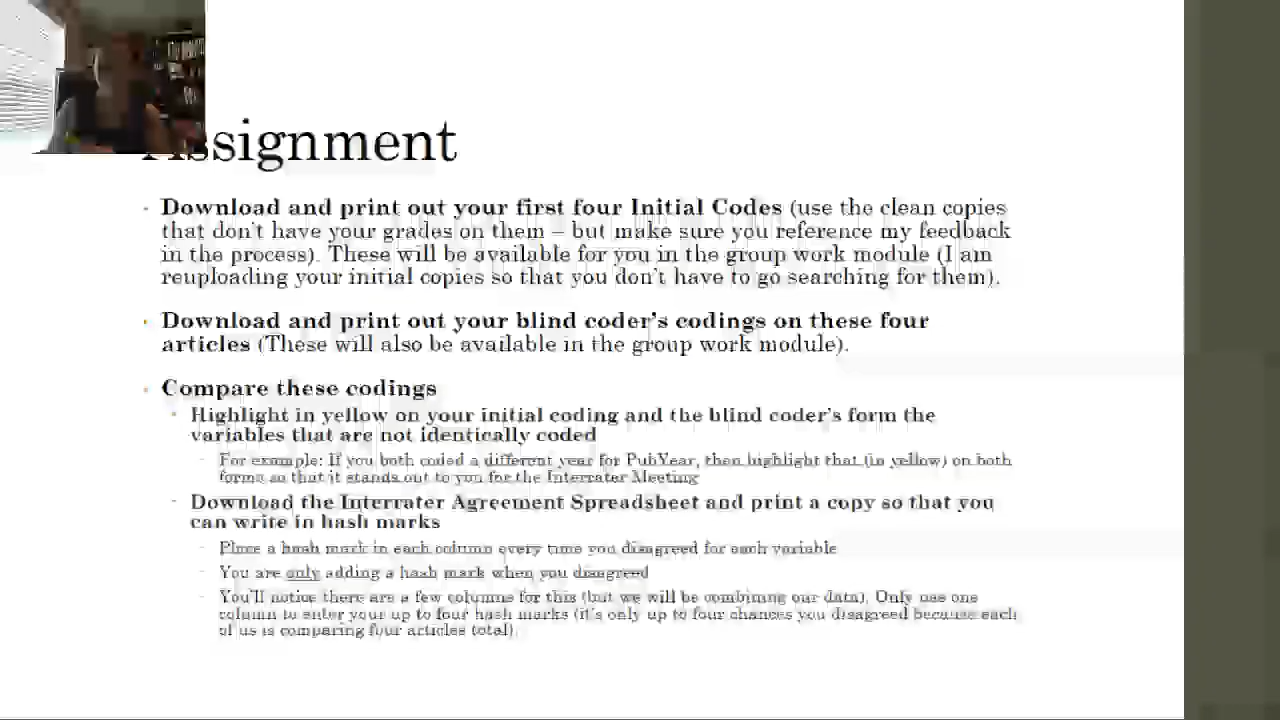 Assignment
Download and print out your first four Initial Codes (use the clean copies
that don't have your grades on them – but make sure you reference my feedback
in the process). These will be available for you in the group work module (I am
reuploading your initial copies so that you don't have to go searching for them).
Download and print out your blind coder's codings on these four
articles (These will also be available in the group work module).
Compare these codings
Highlight in yellow on your initial coding and the blind coder's form the
variables that are not identically coded
For example: If you both coded a different year for PubYear, then highlight that (in yellow) on both
forms so that it stands out to you for the Interrater Meeting
Download the Interrater Agreement Spreadsheet and print a copy so that you
can write in hash marks
Place a hash mark in each column every time you disagreed for each variable
You are only adding a hash mark when you disagreed
You'll notice there are a few columns for this (but we will be combining our data). Only use one
column to enter your up to four hash marks (it's only up to four chances you disagreed because each
of us is comparing four articles total).